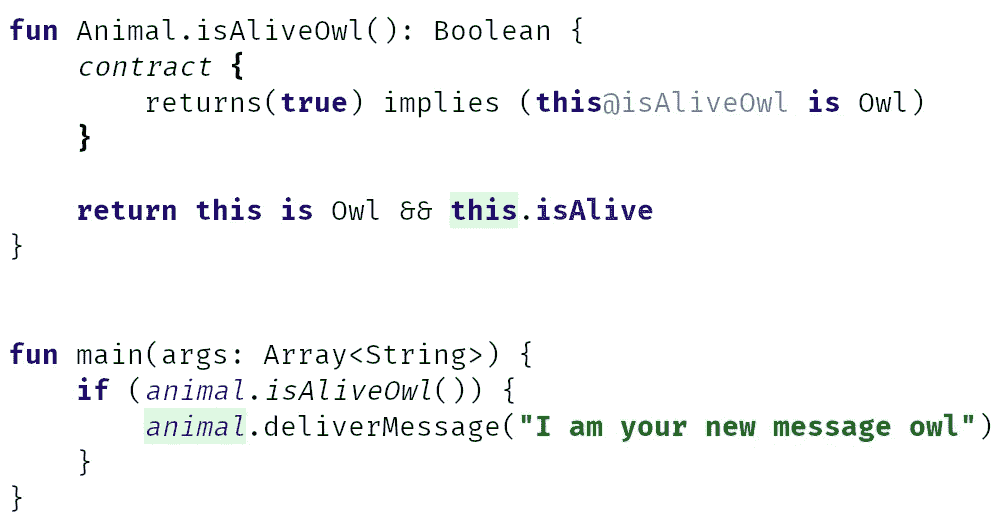 fun Animal.isAliveOwl(): Boolean {
    contract {
        returns(true) implies (this@isAliveOwl is Owl)
    }

    return this is Owl && this.isAlive
}

fun main(args: Array<String>) {
    if (animal.isAliveOwl()) {
        animal.deliverMessage("I am your new message owl")
    }
}